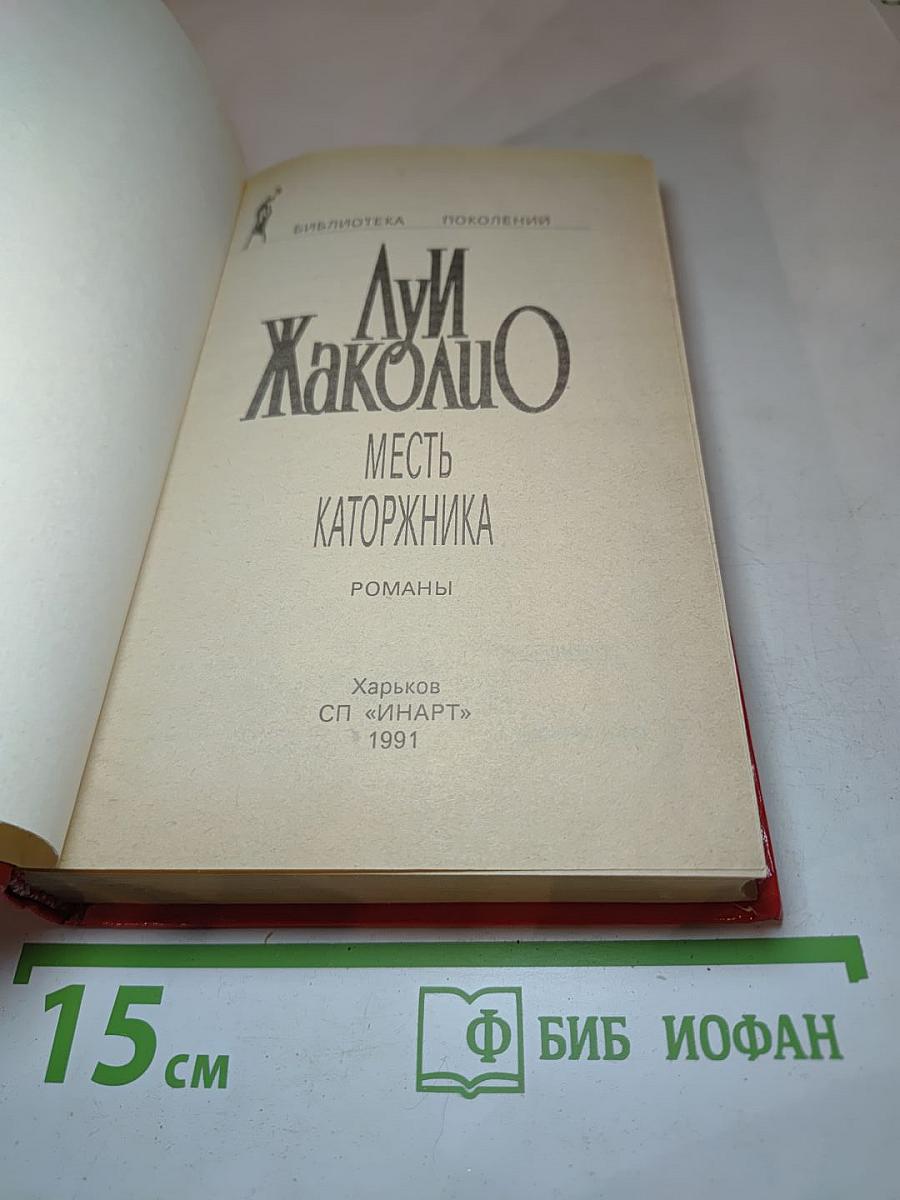 БИБЛИОТЕКА ПОКОЛЕНИЙ
ЛУИ
ЖАКОЛИО
МЕСТЬ
КАТОРЖНИКА
РОМАНЫ
Харьков
СП «ИНАРТ»
1991
15 см
Ф БИБ ИОФАН